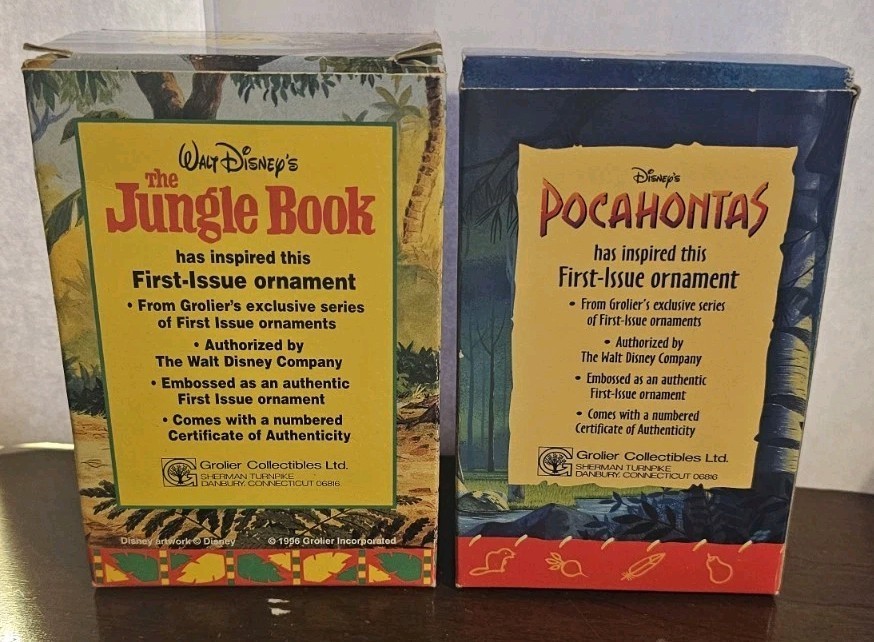 Walt Disney's
The
Jungle Book
has inspired this
First-Issue ornament
• From Grolier's exclusive series
of First Issue ornaments
• Authorized by
The Walt Disney Company
• Embossed as an authentic
First Issue ornament
• Comes with a numbered
Certificate of Authenticity
G
Grolier Collectibles Ltd.
SHERMAN TURNPIKE
DANBURY, CONNECTICUT 06816
Disney artwork © Disney
© 1996 Grolier Incorporated
Disney's
POCAHONTAS
has inspired this
First-Issue ornament
• From Grolier's exclusive series
of First-Issue ornaments
• Authorized by
The Walt Disney Company
• Embossed as an authentic
First-Issue ornament
• Comes with a numbered
Certificate of Authenticity
G
Grolier Collectibles Ltd.
SHERMAN TURNPIKE
DANBURY, CONNECTICUT 06816